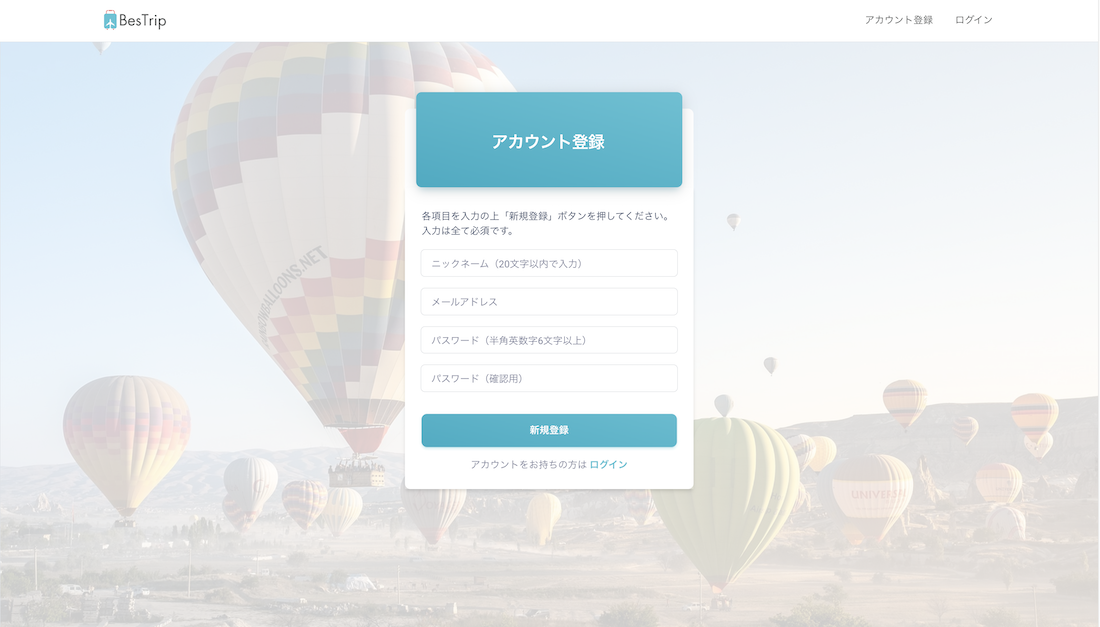 BesTrip
アカウント登録
ログイン
アカウント登録
各項目を入力の上「新規登録」ボタンを押してください。
入力は全て必須です。
ニックネーム（20文字以内で入力）
メールアドレス
パスワード（半角英数字6文字以上）
パスワード（確認用）
新規登録
アカウントをお持ちの方は ログイン
UNIVER